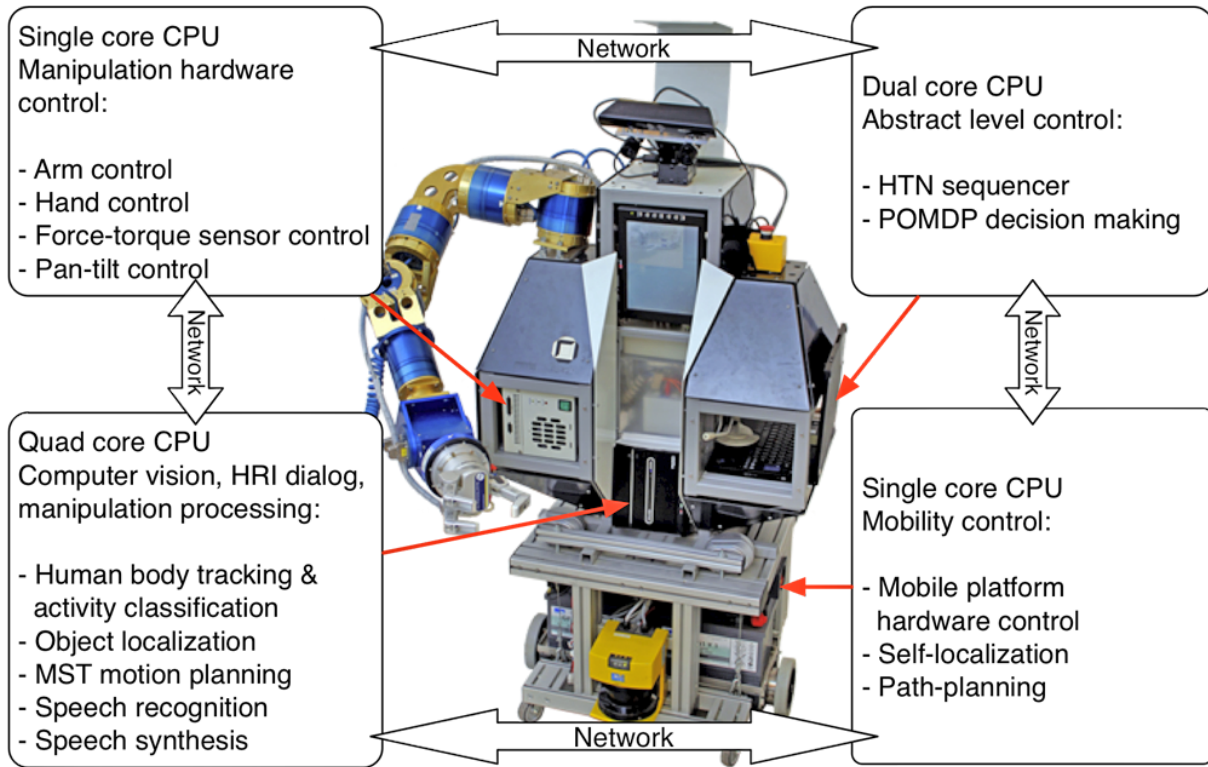 Single core CPU
Manipulation hardware
control:
- Arm control
- Hand control
- Force-torque sensor control
- Pan-tilt control
Network
Dual core CPU
Abstract level control:
- HTN sequencer
- POMDP decision making
Network
Network
Quad core CPU
Computer vision, HRI dialog,
manipulation processing:
- Human body tracking &
activity classification
- Object localization
- MST motion planning
- Speech recognition
- Speech synthesis
Single core CPU
Mobility control:
- Mobile platform
hardware control
- Self-localization
- Path-planning
Network